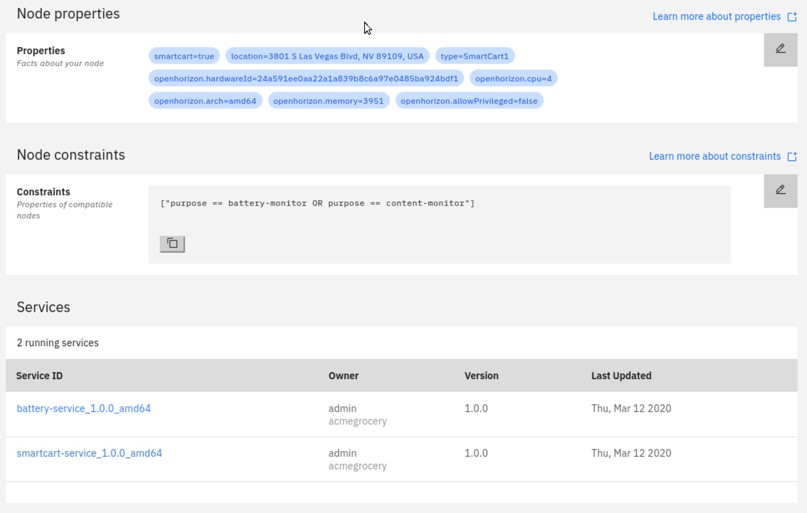 Node properties
Learn more about properties
Properties
Facts about your node
smartcart=true location=3801 S Las Vegas Blvd, NV 89109, USA type=SmartCart1
openhorizon.hardwareId=24a591ee0aa22a1a839b8c6a97e0485ba924bdf1 openhorizon.cpu=4
openhorizon.arch=amd64 openhorizon.memory=3951 openhorizon.allowPrivileged=false
Node constraints
Learn more about constraints
Constraints
Properties of compatible
nodes
["purpose == battery-monitor OR purpose == content-monitor"]
Services
2 running services
Service ID Owner Version Last Updated
battery-service_1.0.0_amd64 admin 1.0.0 Thu, Mar 12 2020
acmegrocery
smartcart-service_1.0.0_amd64 admin 1.0.0 Thu, Mar 12 2020
acmegrocery